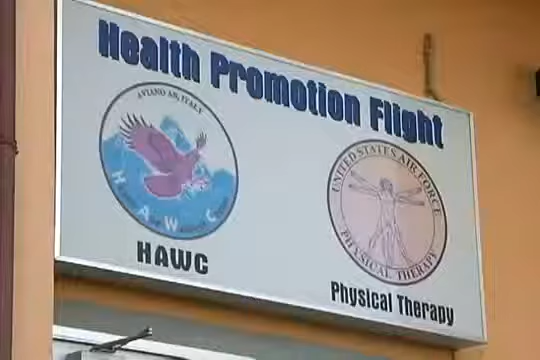 Health Promotion Flight
AVIANO AB, ITALY
HAWC
UNITED STATES AIR FORCE
PHYSICAL THERAPY
Physical Therapy